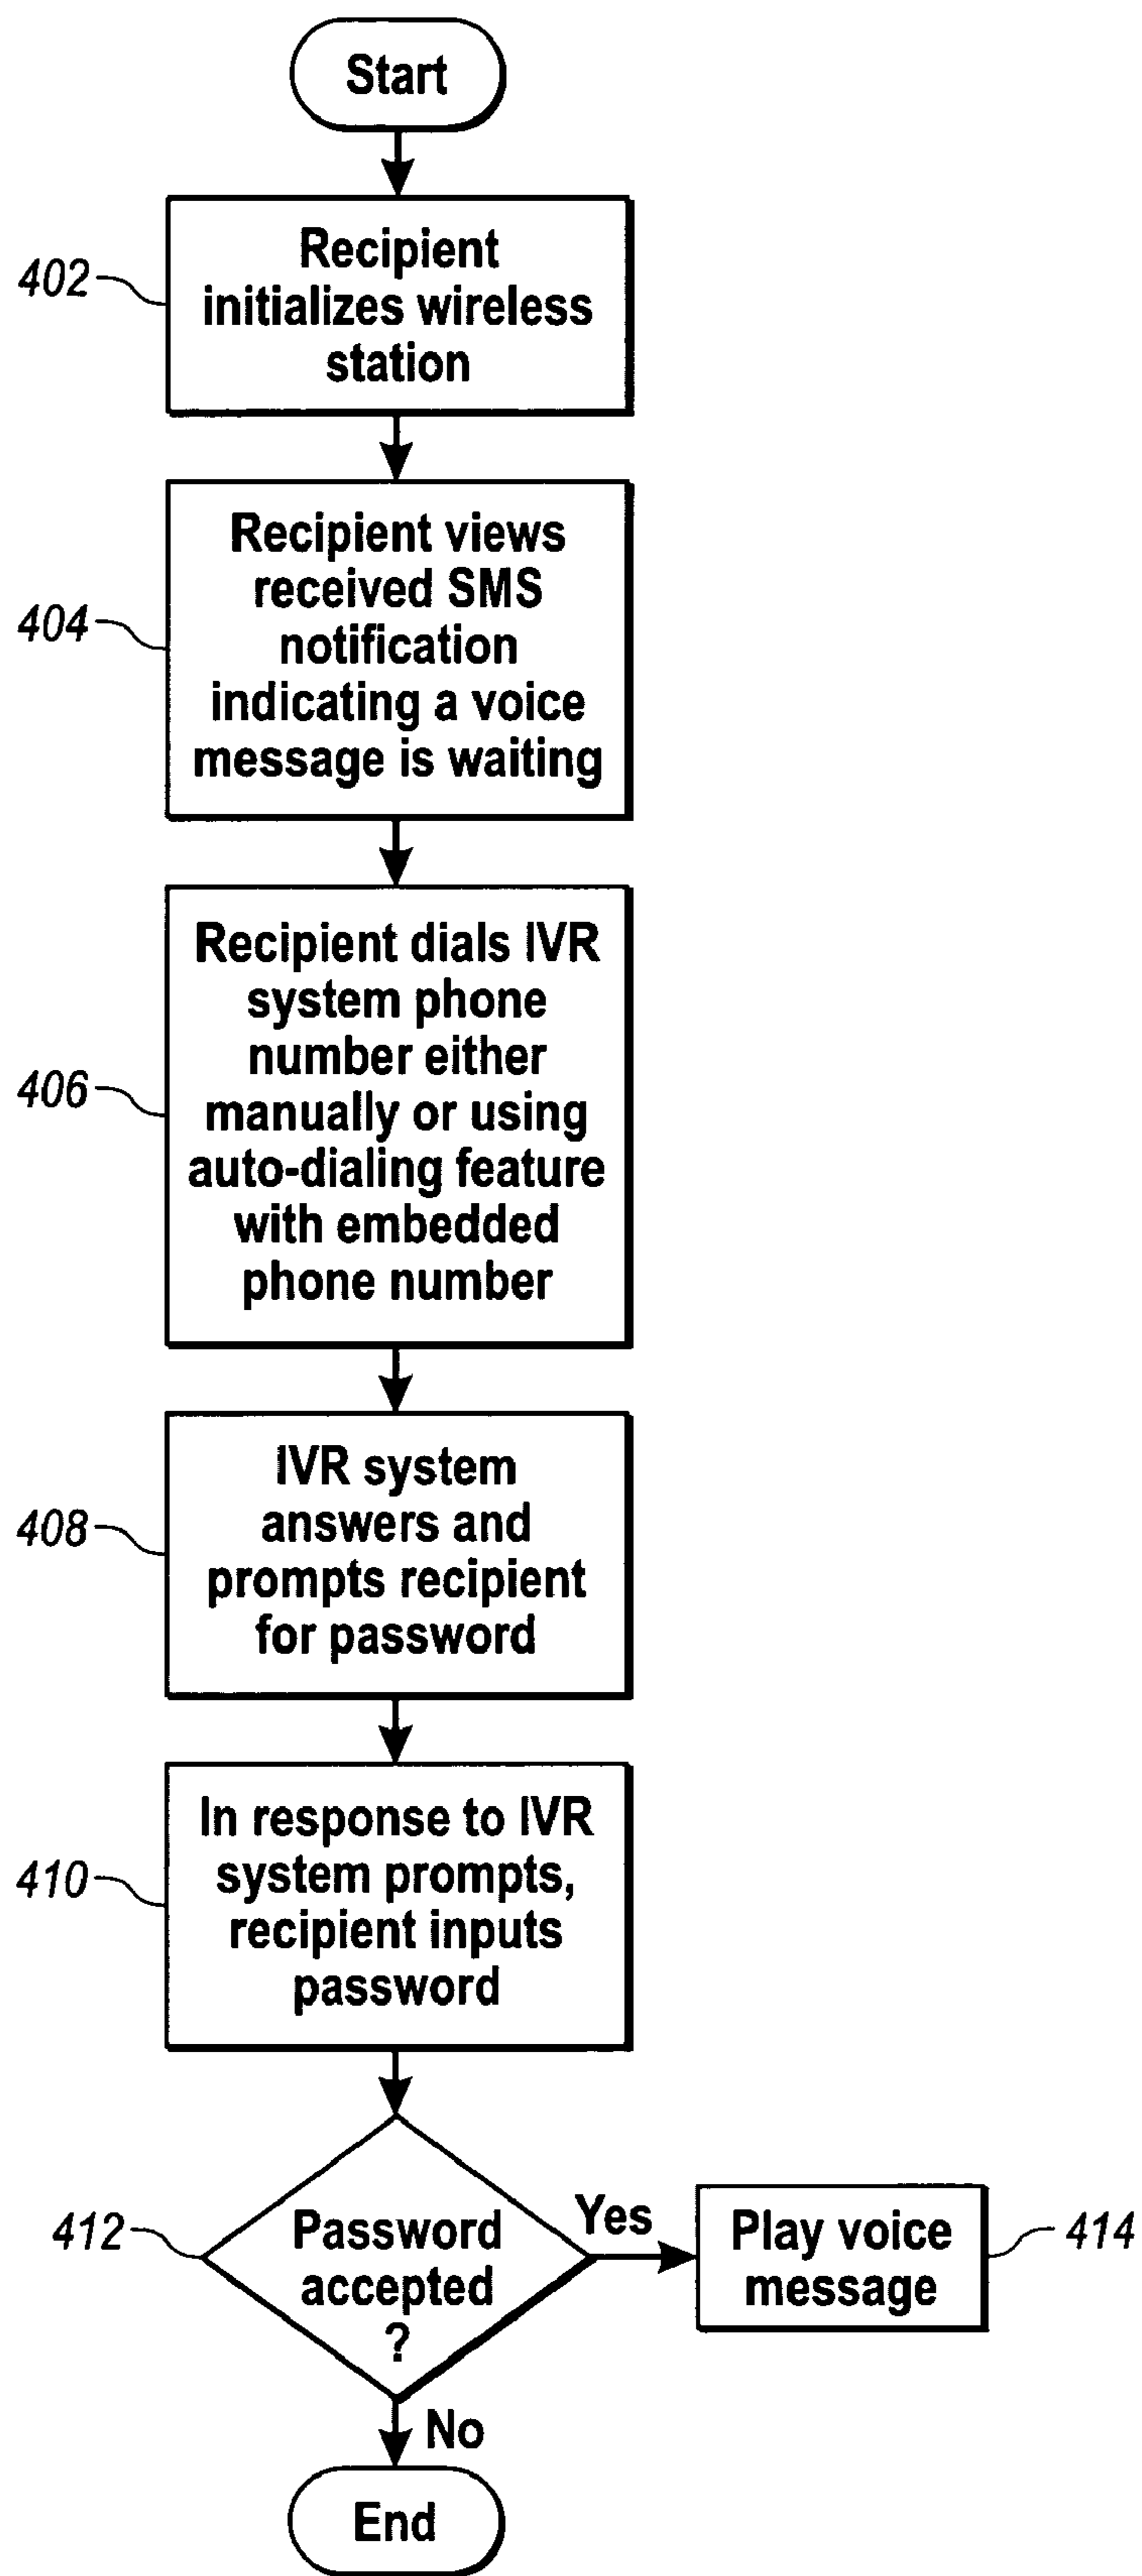 Start
402
Recipient
initializes wireless
station
404
Recipient views
received SMS
notification
indicating a voice
message is waiting
406
Recipient dials IVR
system phone
number either
manually or using
auto-dialing feature
with embedded
phone number
408
IVR system
answers and
prompts recipient
for password
410
In response to IVR
system prompts,
recipient inputs
password
412
Password
accepted
?
Yes
Play voice
message
414
No
End